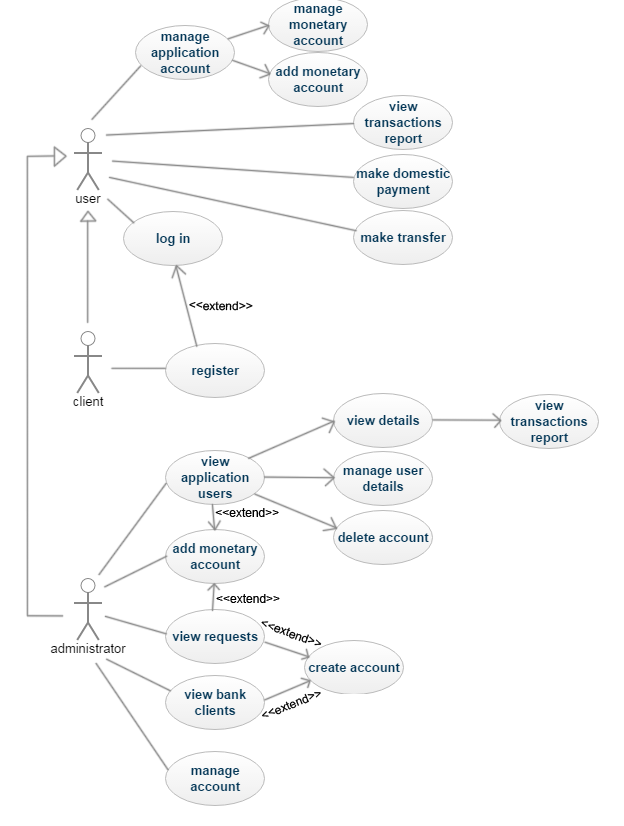 manage
monetary
account
manage
application
account
add monetary
account
view
transactions
report
make domestic
payment
user
log in
make transfer
<<extend>>
register
client
view details
view
transactions
report
view
application
users
manage user
details
<<extend>>
delete account
add monetary
account
<<extend>>
view requests
<<extend>>
administrator
create account
view bank
clients
<<extend>>
manage
account